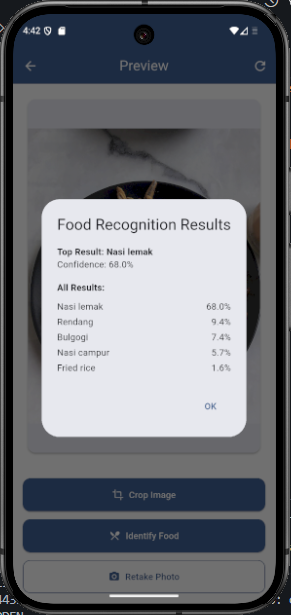 4:42
Preview
Food Recognition Results
Top Result: Nasi lemak
Confidence: 68.0%
All Results:
Nasi lemak 68.0%
Rendang 9.4%
Bulgogi 7.4%
Nasi campur 5.7%
Fried rice 1.6%
OK
Crop Image
Identify Food
Retake Photo